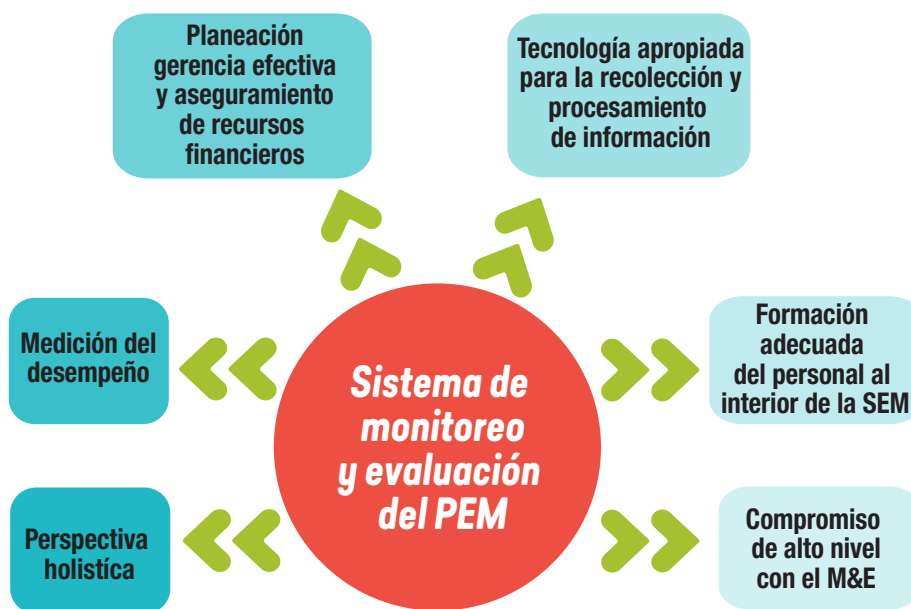 Planeación
gerencia efectiva
y aseguramiento
de recursos
financieros
Tecnología apropiada
para la recolección y
procesamiento
de información
Medición del
desempeño
Sistema de
monitoreo
y evaluación
del PEM
Formación
adecuada
del personal al
interior de la SEM
Perspectiva
holistíca
Compromiso
de alto nivel
con el M&E